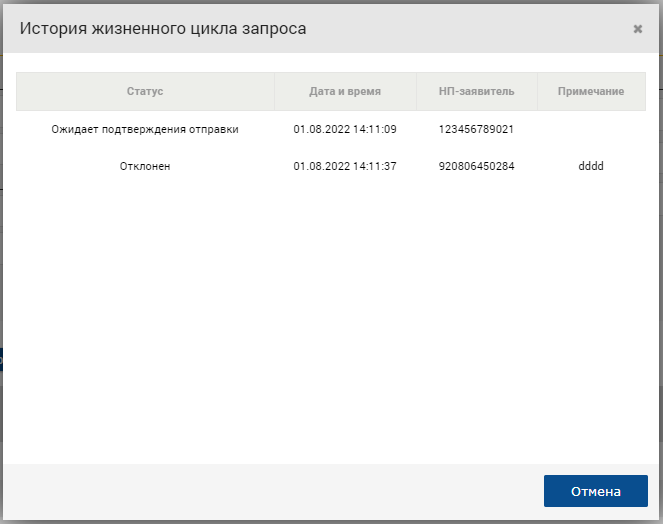 История жизненного цикла запроса
Статус Дата и время НП-заявитель Примечание
Ожидает подтверждения отправки 01.08.2022 14:11:09 123456789021
Отклонен 01.08.2022 14:11:37 920806450284 dddd
Отмена